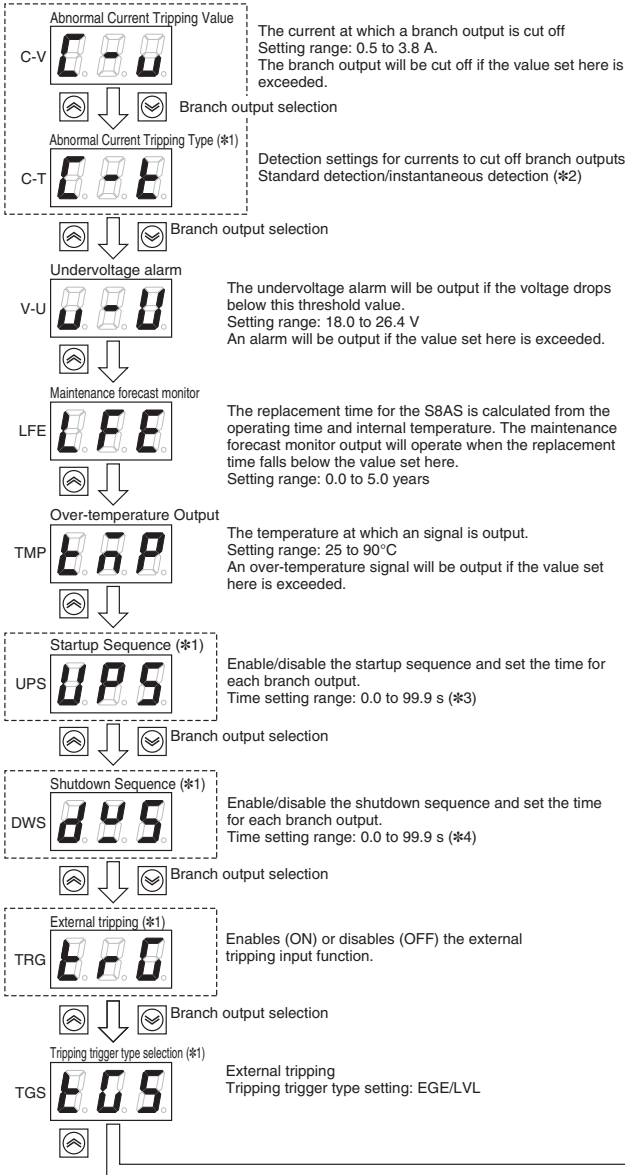 Abnormal Current Tripping Value
C-V
C-v
The current at which a branch output is cut off
Setting range: 0.5 to 3.8 A.
The branch output will be cut off if the value set here is
exceeded.
Branch output selection
Abnormal Current Tripping Type (✽1)
C-T
C-t
Detection settings for currents to cut off branch outputs
Standard detection/instantaneous detection (✽2)
Branch output selection
Undervoltage alarm
V-U
v-U
The undervoltage alarm will be output if the voltage drops
below this threshold value.
Setting range: 18.0 to 26.4 V
An alarm will be output if the value set here is exceeded.
Maintenance forecast monitor
LFE
LFE
The replacement time for the S8AS is calculated from the
operating time and internal temperature. The maintenance
forecast monitor output will operate when the replacement
time falls below the value set here.
Setting range: 0.0 to 5.0 years
Over-temperature Output
TMP
tmP
The temperature at which an signal is output.
Setting range: 25 to 90°C
An over-temperature signal will be output if the value set
here is exceeded.
Startup Sequence (✽1)
UPS
UPS
Enable/disable the startup sequence and set the time for
each branch output.
Time setting range: 0.0 to 99.9 s (✽3)
Branch output selection
Shutdown Sequence (✽1)
DWS
dwS
Enable/disable the shutdown sequence and set the time
for each branch output.
Time setting range: 0.0 to 99.9 s (✽4)
Branch output selection
External tripping (✽1)
TRG
trG
Enables (ON) or disables (OFF) the external
tripping input function.
Branch output selection
Tripping trigger type selection (✽1)
TGS
tGS
External tripping
Tripping trigger type setting: EGE/LVL